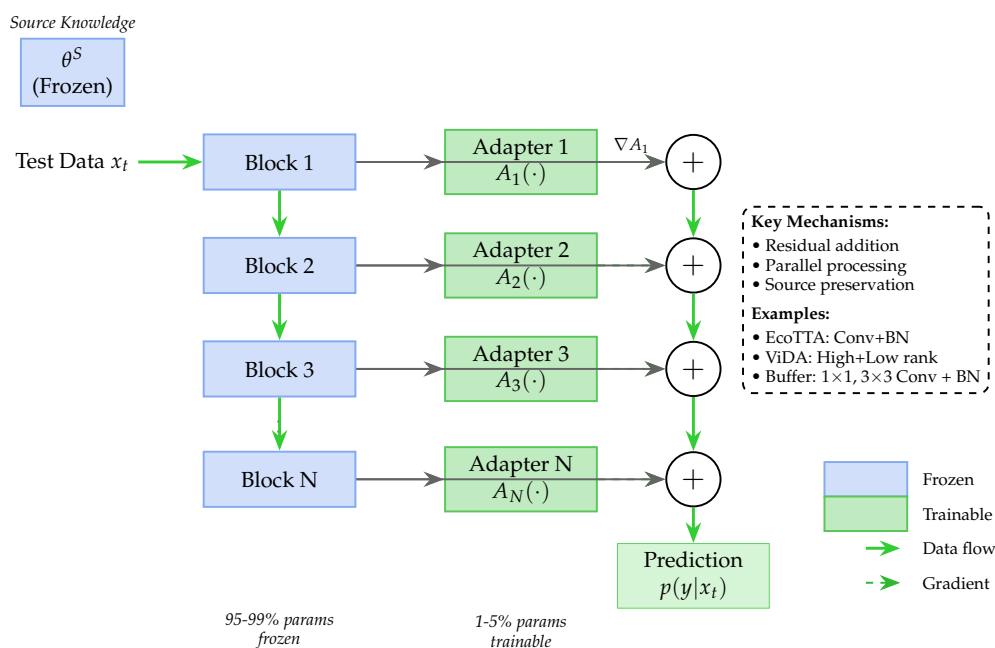 Source Knowledge
θ^S
(Frozen)
Test Data x_t
Block 1
Adapter 1
A_1(·)
∇A_1
+
Block 2
Adapter 2
A_2(·)
+
Block 3
Adapter 3
A_3(·)
+
Block N
Adapter N
A_N(·)
+
Prediction
p(y|x_t)
Key Mechanisms:
• Residual addition
• Parallel processing
• Source preservation
Examples:
• EcoTTA: Conv+BN
• ViDA: High+Low rank
• Buffer: 1×1, 3×3 Conv + BN
Frozen
Trainable
Data flow
Gradient
95-99% params
frozen
1-5% params
trainable